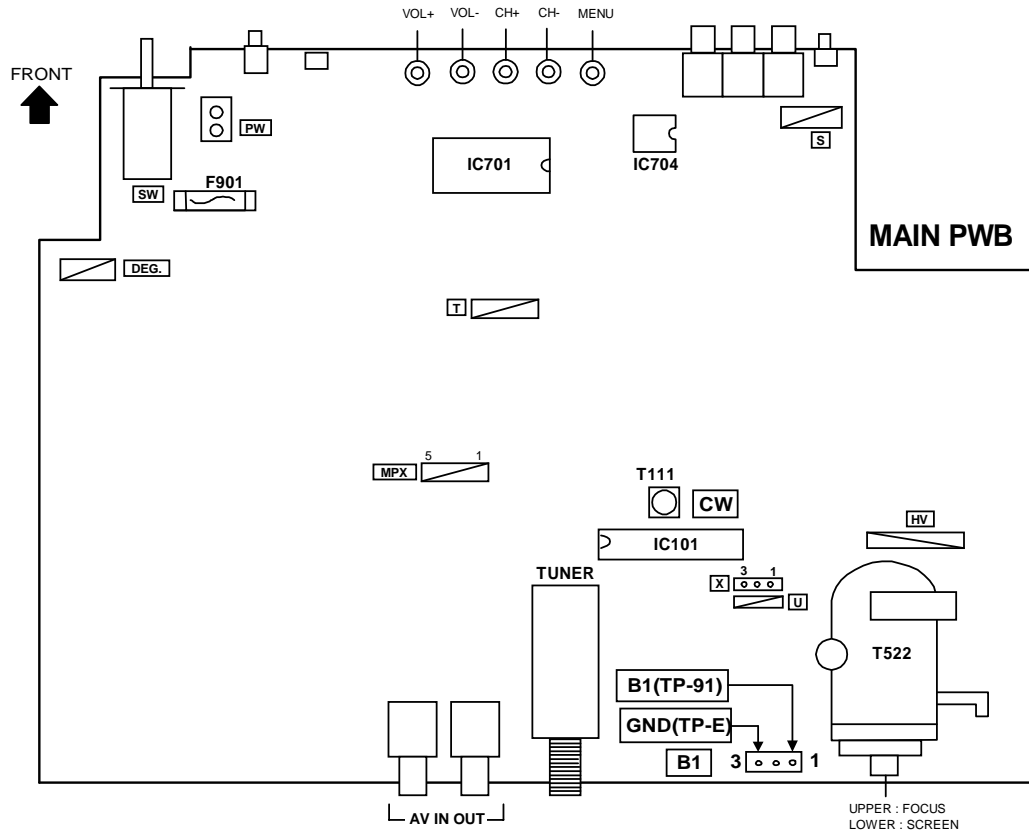 VOL+ VOL- CH+ CH- MENU
FRONT
PW
S
IC701
IC704
F901
SW
MAIN PWB
DEG.
T
5 1
MPX
T111
CW
HV
IC101
TUNER
3 1
X
U
T522
B1(TP-91)
GND(TP-E)
B1
3 1
AV IN OUT
UPPER : FOCUS
LOWER : SCREEN